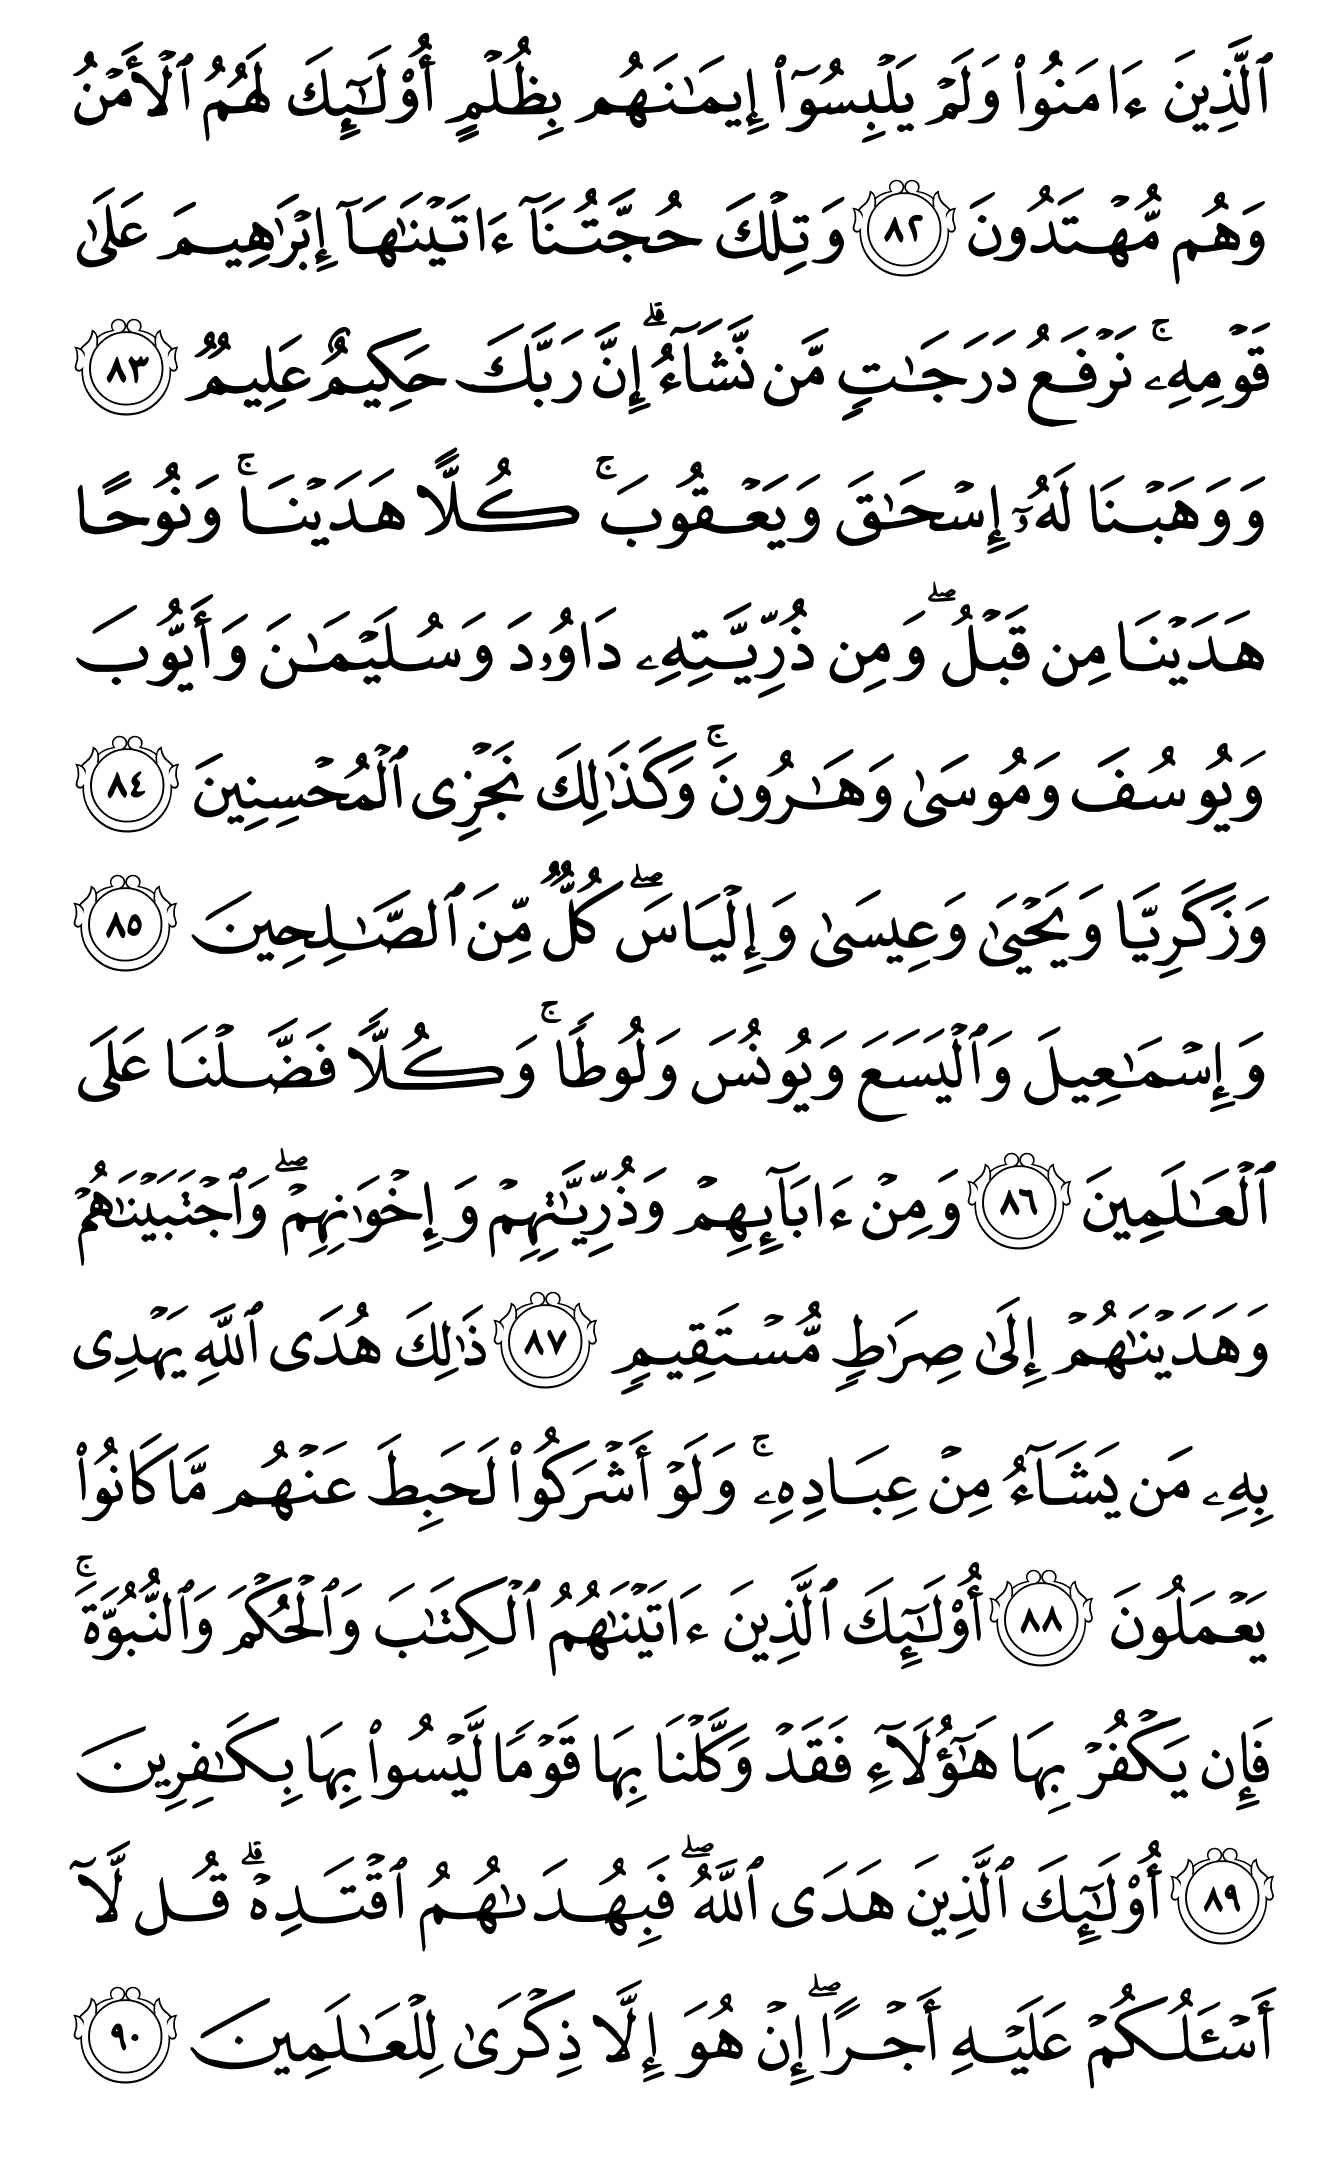 ٱلَّذِينَ ءَامَنُوا۟ وَلَمْ يَلْبِسُوٓا۟ إِيمَـٰنَهُم بِظُلْمٍ أُو۟لَـٰٓئِكَ لَهُمُ ٱلْأَمْنُ
وَهُم مُّهْتَدُونَ ٨٢ وَتِلْكَ حُجَّتُنَآ ءَاتَيْنَـٰهَآ إِبْرَٰهِيمَ عَلَىٰ
قَوْمِهِۦ ۚ نَرْفَعُ دَرَجَـٰتٍ مَّن نَّشَآءُ ۗ إِنَّ رَبَّكَ حَكِيمٌ عَلِيمٌ ٨٣
وَوَهَبْنَا لَهُۥٓ إِسْحَـٰقَ وَيَعْقُوبَ ۚ كُلًّا هَدَيْنَا ۚ وَنُوحًا
هَدَيْنَا مِن قَبْلُ ۖ وَمِن ذُرِّيَّتِهِۦ دَاوُۥدَ وَسُلَيْمَـٰنَ وَأَيُّوبَ
وَيُوسُفَ وَمُوسَىٰ وَهَـٰرُونَ ۚ وَكَذَٰلِكَ نَجْزِى ٱلْمُحْسِنِينَ ٨٤
وَزَكَرِيَّا وَيَحْيَىٰ وَعِيسَىٰ وَإِلْيَاسَ ۖ كُلٌّ مِّنَ ٱلصَّـٰلِحِينَ ٨٥
وَإِسْمَـٰعِيلَ وَٱلْيَسَعَ وَيُونُسَ وَلُوطًا ۚ وَكُلًّا فَضَّلْنَا عَلَى
ٱلْعَـٰلَمِينَ ٨٦ وَمِنْ ءَابَآئِهِمْ وَذُرِّيَّـٰتِهِمْ وَإِخْوَٰنِهِمْ ۖ وَٱجْتَبَيْنَـٰهُمْ
وَهَدَيْنَـٰهُمْ إِلَىٰ صِرَٰطٍ مُّسْتَقِيمٍ ٨٧ ذَٰلِكَ هُدَى ٱللَّهِ يَهْدِى
بِهِۦ مَن يَشَآءُ مِنْ عِبَادِهِۦ ۚ وَلَوْ أَشْرَكُوا۟ لَحَبِطَ عَنْهُم مَّا كَانُوا۟
يَعْمَلُونَ ٨٨ أُو۟لَـٰٓئِكَ ٱلَّذِينَ ءَاتَيْنَـٰهُمُ ٱلْكِتَـٰبَ وَٱلْحُكْمَ وَٱلنُّبُوَّةَ ۚ
فَإِن يَكْفُرْ بِهَا هَـٰٓؤُلَآءِ فَقَدْ وَكَّلْنَا بِهَا قَوْمًا لَّيْسُوا۟ بِهَا بِكَـٰفِرِينَ
٨٩ أُو۟لَـٰٓئِكَ ٱلَّذِينَ هَدَى ٱللَّهُ ۖ فَبِهُدَىٰهُمُ ٱقْتَدِهْ ۗ قُل لَّآ
أَسْـَٔلُكُمْ عَلَيْهِ أَجْرًا ۖ إِنْ هُوَ إِلَّا ذِكْرَىٰ لِلْعَـٰلَمِينَ ٩٠